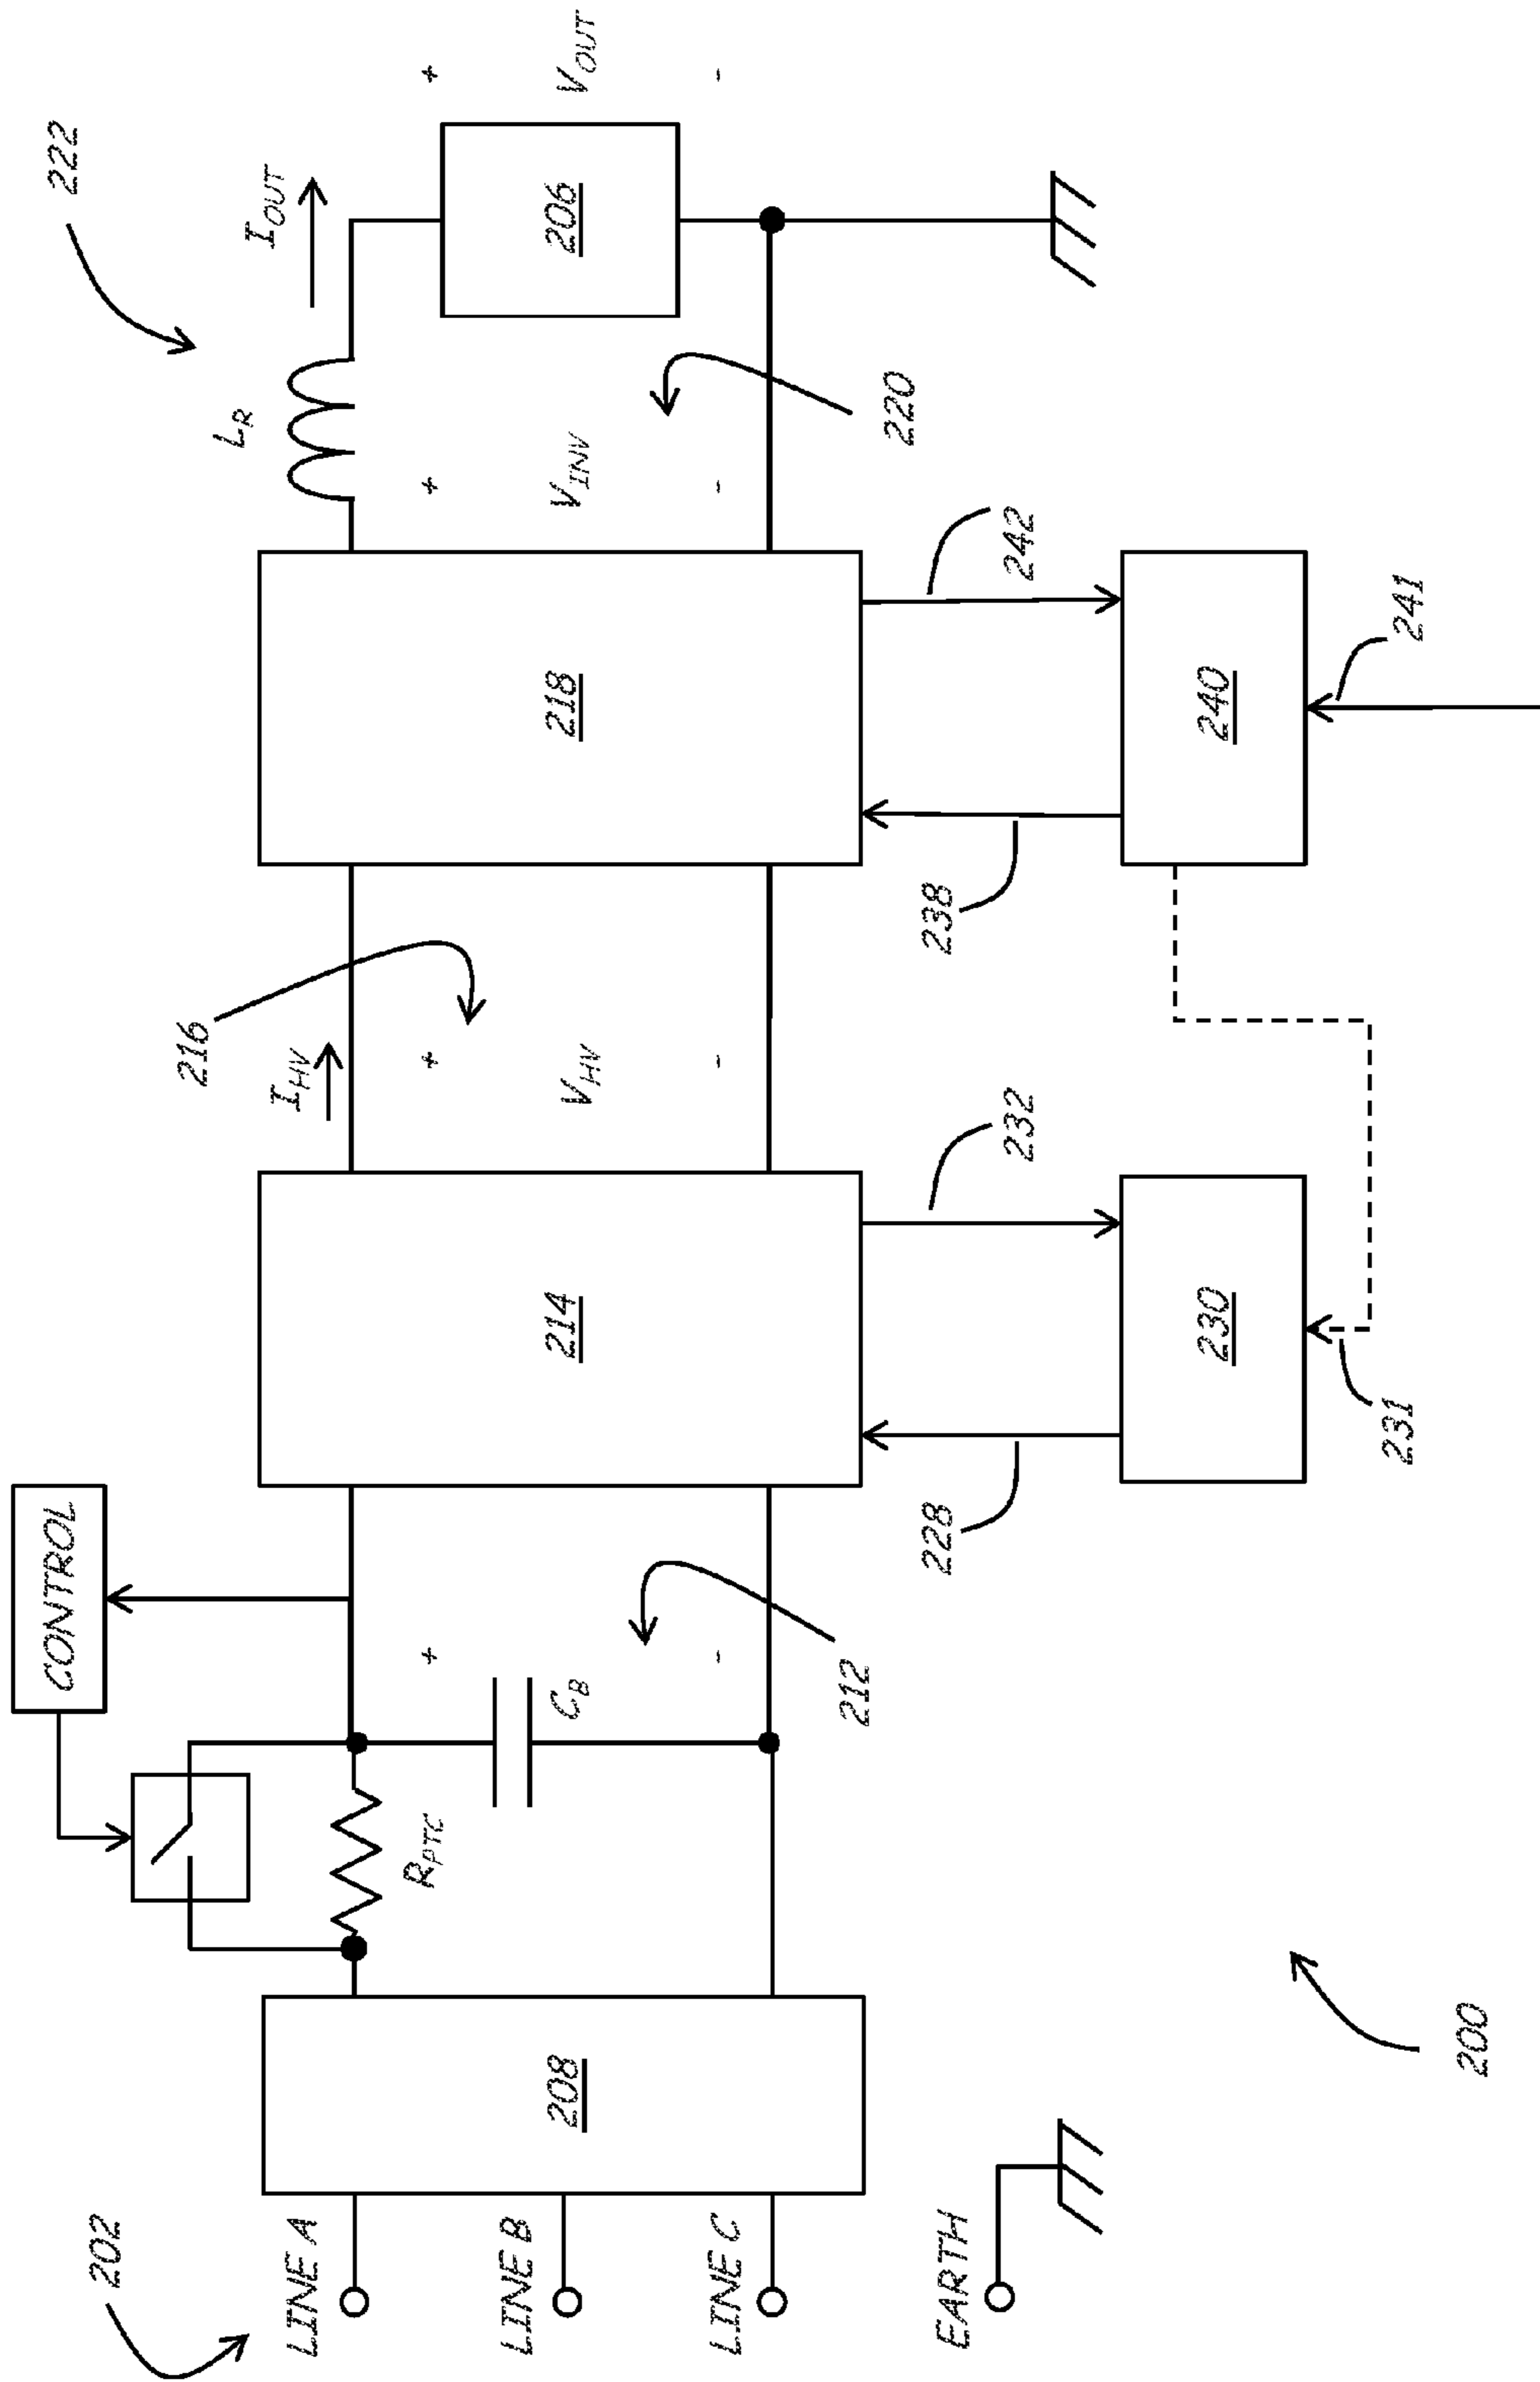 222
I_OUT
+
V_OUT
-
206
L_R
+
V_INV
-
220
218
242
238
240
241
216
I_HV
+
V_HV
-
214
232
228
230
231
CONTROL
+
C_B
-
212
R_PTC
208
202
LINE A
LINE B
LINE C
EARTH
200